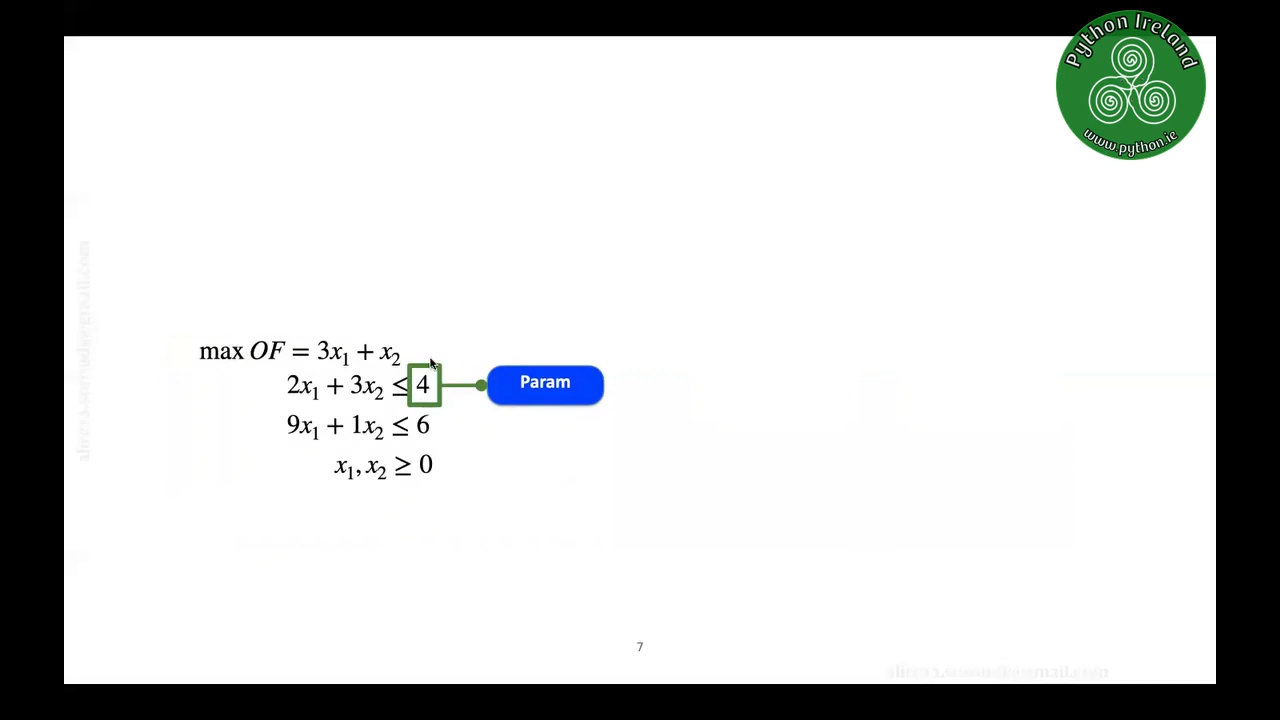 Python Ireland
www.python.ie
max OF = 3x₁ + x₂
2x₁ + 3x₂ ≤ 4
Param
9x₁ + 1x₂ ≤ 6
x₁, x₂ ≥ 0
7